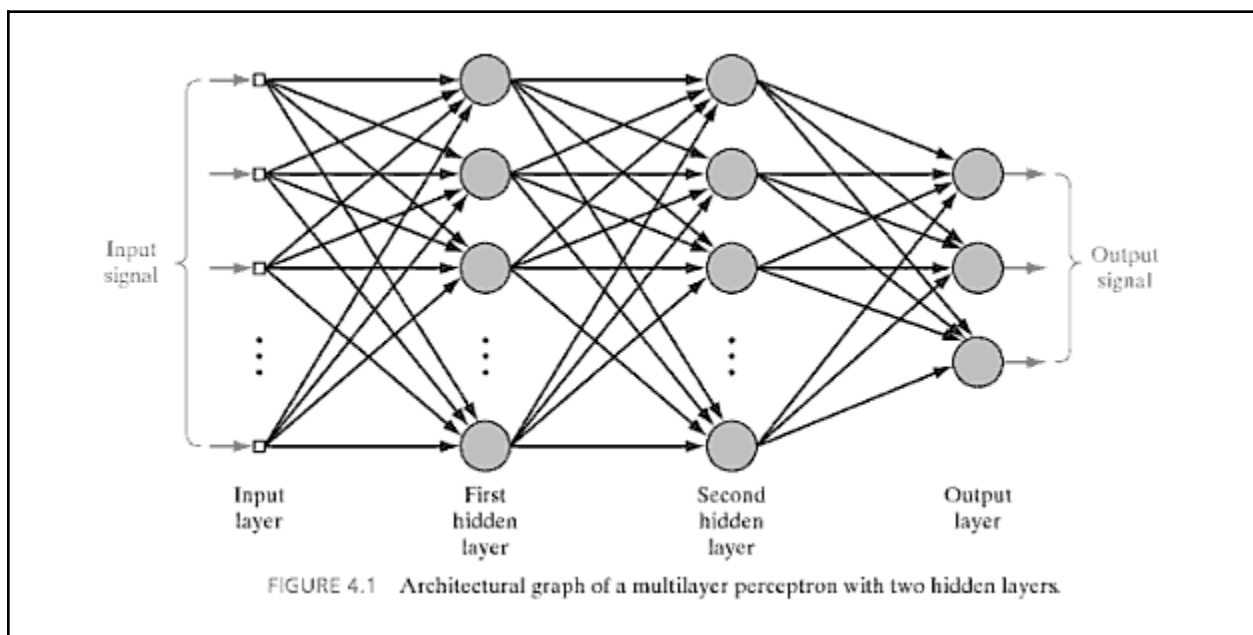 Input
signal
Output
signal
Input
layer
First
hidden
layer
Second
hidden
layer
Output
layer
FIGURE 4.1 Architectural graph of a multilayer perceptron with two hidden layers.